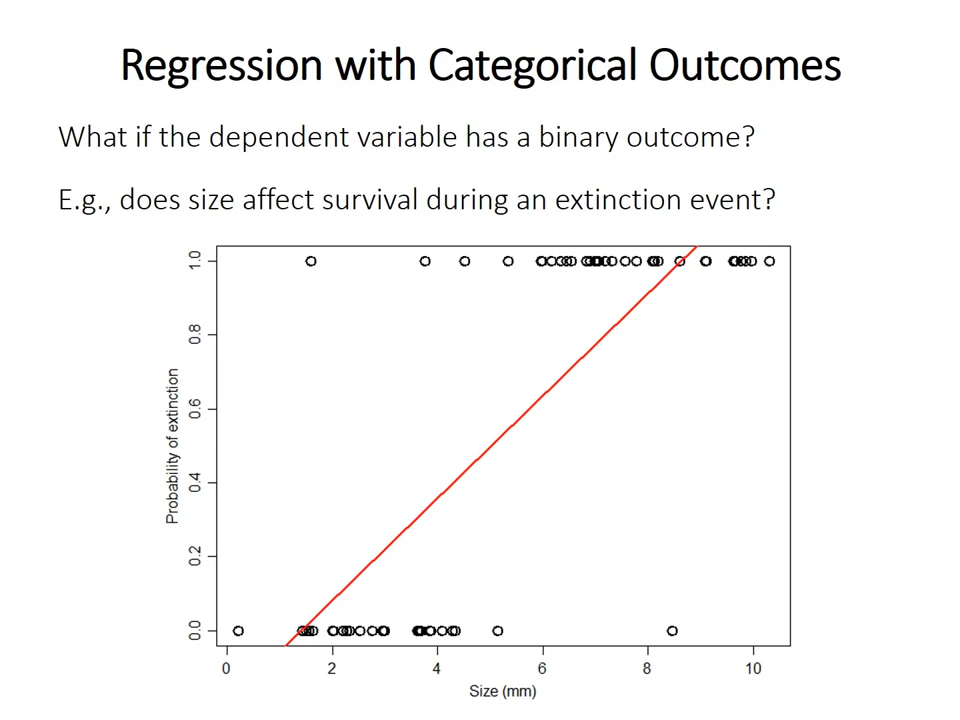 Regression with Categorical Outcomes
What if the dependent variable has a binary outcome?
E.g., does size affect survival during an extinction event?
1.0
0.8
0.6
0.4
0.2
0.0
Probability of extinction
0 2 4 6 8 10
Size (mm)